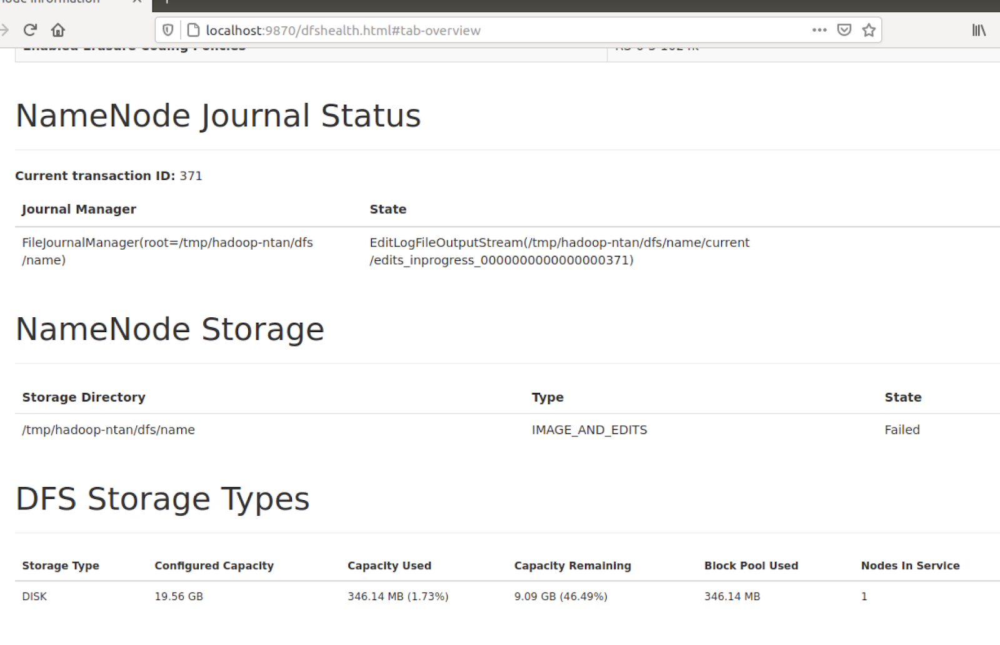 localhost:9870/dfshealth.html#tab-overview
Enabled Erasure Coding Policies
NameNode Journal Status
Current transaction ID: 371
Journal Manager State
FileJournalManager(root=/tmp/hadoop-ntan/dfs EditLogFileOutputStream(/tmp/hadoop-ntan/dfs/name/current
/name) /edits_inprogress_0000000000000000371)
NameNode Storage
Storage Directory Type State
/tmp/hadoop-ntan/dfs/name IMAGE_AND_EDITS Failed
DFS Storage Types
Storage Type Configured Capacity Capacity Used Capacity Remaining Block Pool Used Nodes In Service
DISK 19.56 GB 346.14 MB (1.73%) 9.09 GB (46.49%) 346.14 MB 1